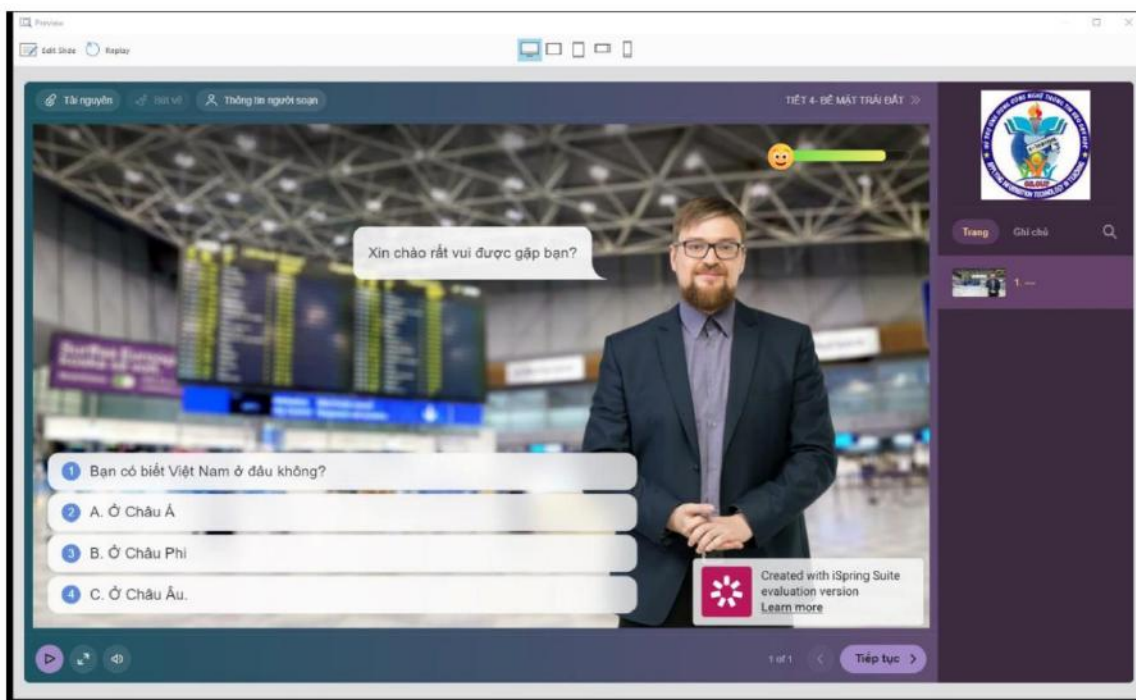 Preview
Edit Slide
Replay
Tài nguyên
Bút vẽ
Thông tin người soạn
TIẾT 4- BỀ MẶT TRÁI ĐẤT
Xin chào rất vui được gặp bạn?
1 Bạn có biết Việt Nam ở đâu không?
2 A. Ở Châu Á
3 B. Ở Châu Phi
4 C. Ở Châu Âu.
Created with iSpring Suite
evaluation version
Learn more
1 of 1
Tiếp tục
Trang
Ghi chú
1. ---